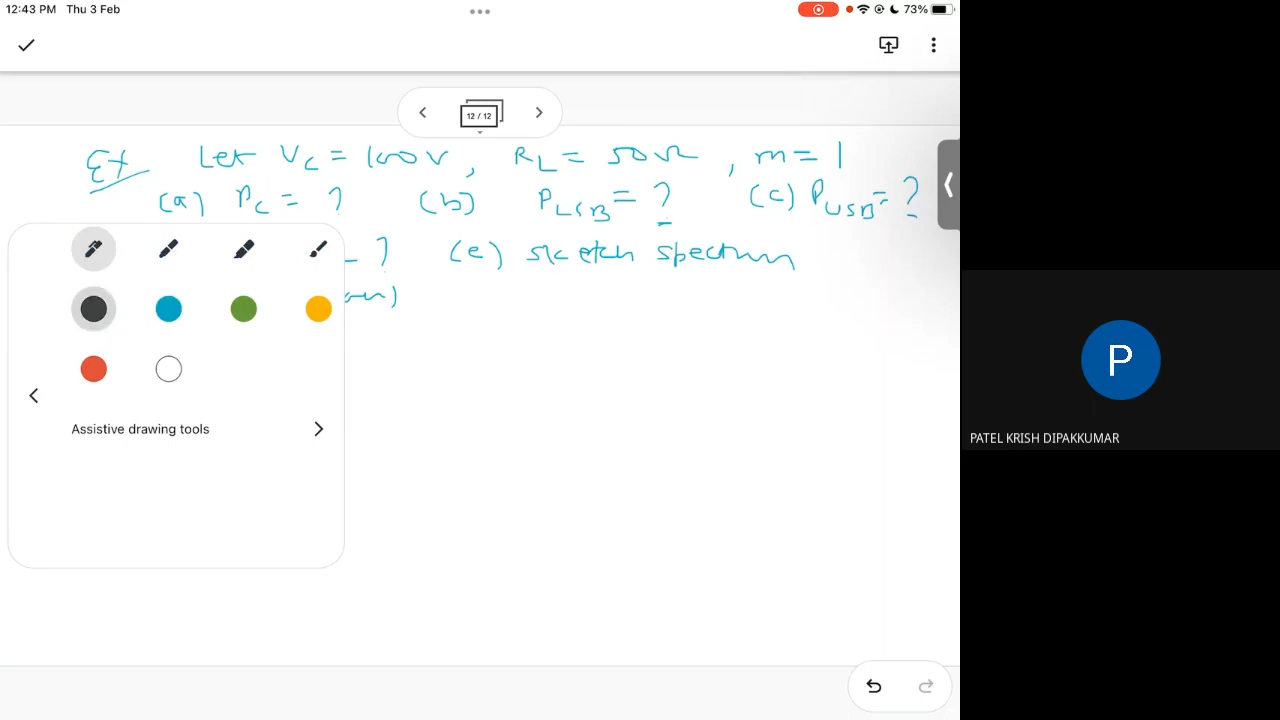 12:43 PM Thu 3 Feb
73%
12 / 12
Ex Let Vc = 100V, RL = 50Ω, m = 1
(a) Pc = ? (b) PLSB = ? (c) PUSB = ?
= ? (e) sketch spectrum
Assistive drawing tools
P
PATEL KRISH DIPAKKUMAR